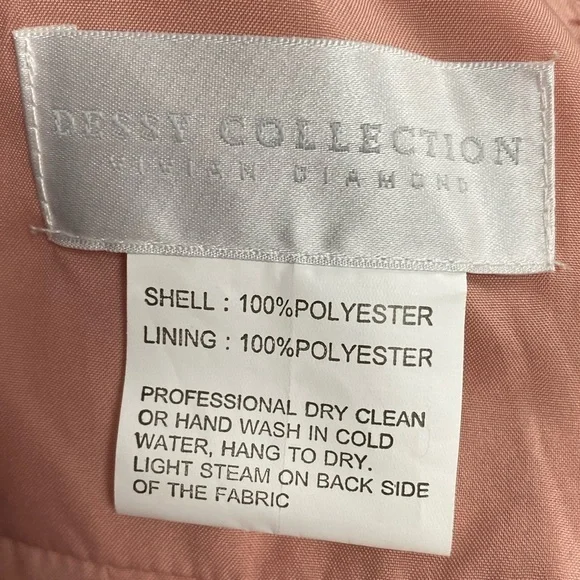 DESSY COLLECTION
VIVIAN DIAMOND
SHELL : 100%POLYESTER
LINING : 100%POLYESTER
PROFESSIONAL DRY CLEAN
OR HAND WASH IN COLD
WATER, HANG TO DRY.
LIGHT STEAM ON BACK SIDE
OF THE FABRIC